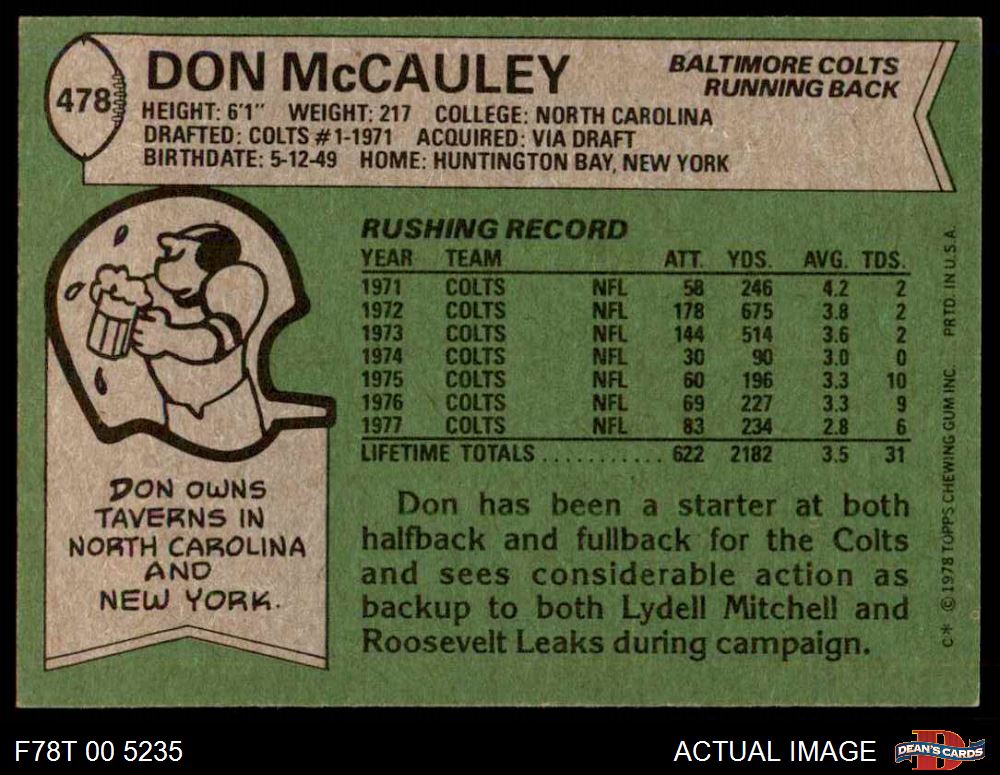 478
DON McCAULEY
BALTIMORE COLTS
RUNNING BACK
HEIGHT: 6'1" WEIGHT: 217 COLLEGE: NORTH CAROLINA
DRAFTED: COLTS #1-1971 ACQUIRED: VIA DRAFT
BIRTHDATE: 5-12-49 HOME: HUNTINGTON BAY, NEW YORK
RUSHING RECORD
YEAR TEAM ATT. YDS. AVG. TDS.
1971 COLTS NFL 58 246 4.2 2
1972 COLTS NFL 178 675 3.8 2
1973 COLTS NFL 144 514 3.6 2
1974 COLTS NFL 30 90 3.0 0
1975 COLTS NFL 60 196 3.3 10
1976 COLTS NFL 69 227 3.3 9
1977 COLTS NFL 83 234 2.8 6
LIFETIME TOTALS........... 622 2182 3.5 31
DON OWNS
TAVERNS IN
NORTH CAROLINA
AND
NEW YORK.
Don has been a starter at both
halfback and fullback for the Colts
and sees considerable action as
backup to both Lydell Mitchell and
Roosevelt Leaks during campaign.
C* © 1978 TOPPS CHEWING GUM INC. PRTD. IN U.S.A.
F78T 00 5235
ACTUAL IMAGE
D
DEAN'S CARDS